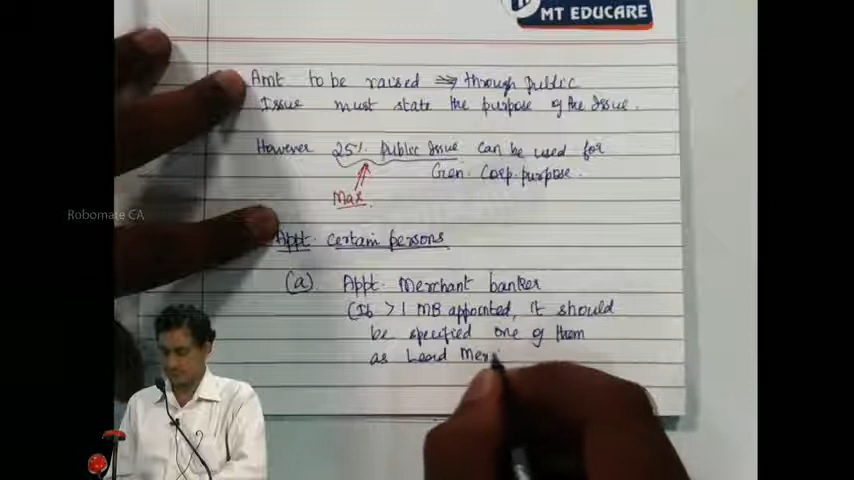 MT EDUCARE
Amt to be raised ⇒ through public
Issue must state the purpose of the Issue.
However 25% public Issue can be used for
Gen. Corp. purpose.
Max.
Robomate CA
Appt. certain persons
(a) Appt. Merchant banker
(If > 1 MB appointed, it should
be specified one of them
as Lead Mer